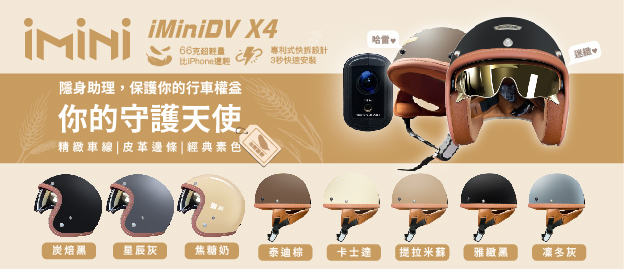 iMiNi
iMiniDV X4
66克超輕量
比iPhone還輕
專利式快拆設計
3秒快速安裝
哈雷♥
迷緻♥
隱身助理，保護你的行車權益
你的守護天使
精緻車線|皮革邊條|經典素色
炭焙黑
星辰灰
焦糖奶
泰迪棕
卡士達
提拉米蘇
雅緻黑
凜冬灰